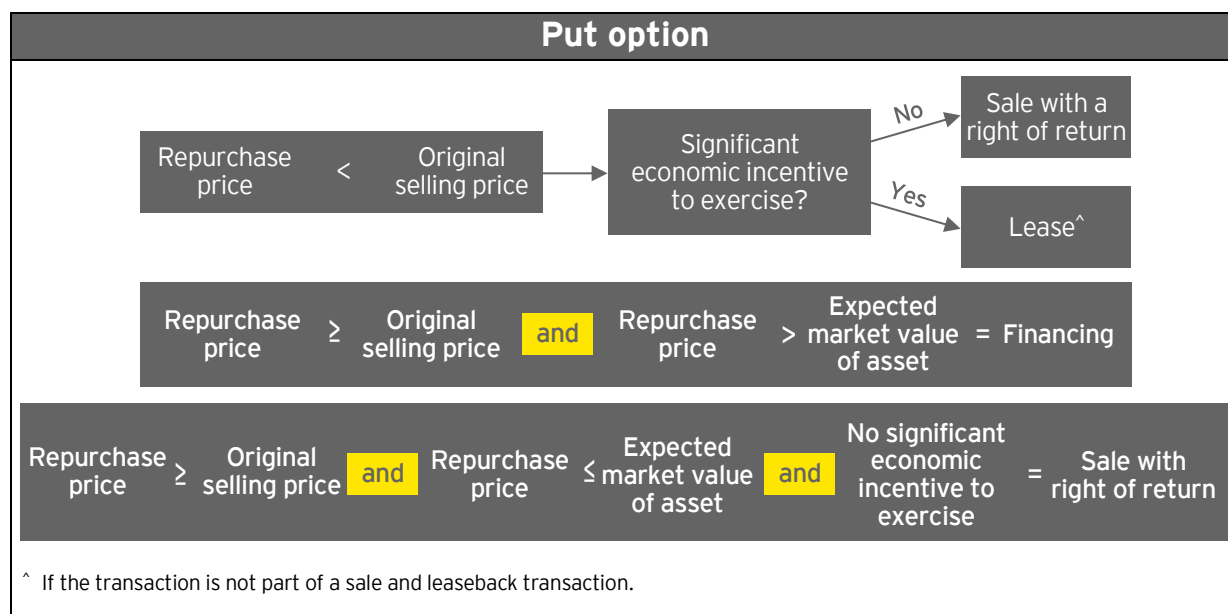 Put option
Repurchase
price
<
Original
selling price
Significant
economic incentive
to exercise?
No
Sale with a
right of return
Yes
Lease^
Repurchase
price
≥
Original
selling price
and
Repurchase
price
>
Expected
market value
of asset
=
Financing
Repurchase
price
≥
Original
selling price
and
Repurchase
price
≤
Expected
market value
of asset
and
No significant
economic
incentive to
exercise
=
Sale with
right of return
^ If the transaction is not part of a sale and leaseback transaction.